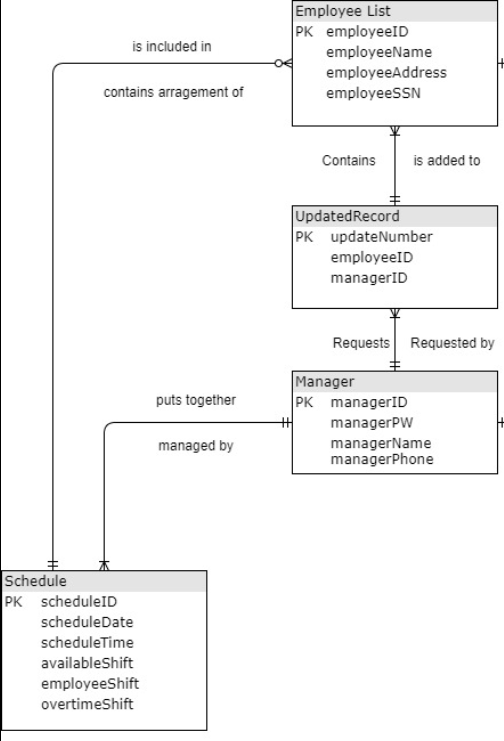 Employee List
PK employeeID
employeeName
employeeAddress
employeeSSN
is included in
contains arragement of
Contains
is added to
UpdatedRecord
PK updateNumber
employeeID
managerID
Requests
Requested by
Manager
PK managerID
managerPW
managerName
managerPhone
puts together
managed by
Schedule
PK scheduleID
scheduleDate
scheduleTime
availableShift
employeeShift
overtimeShift